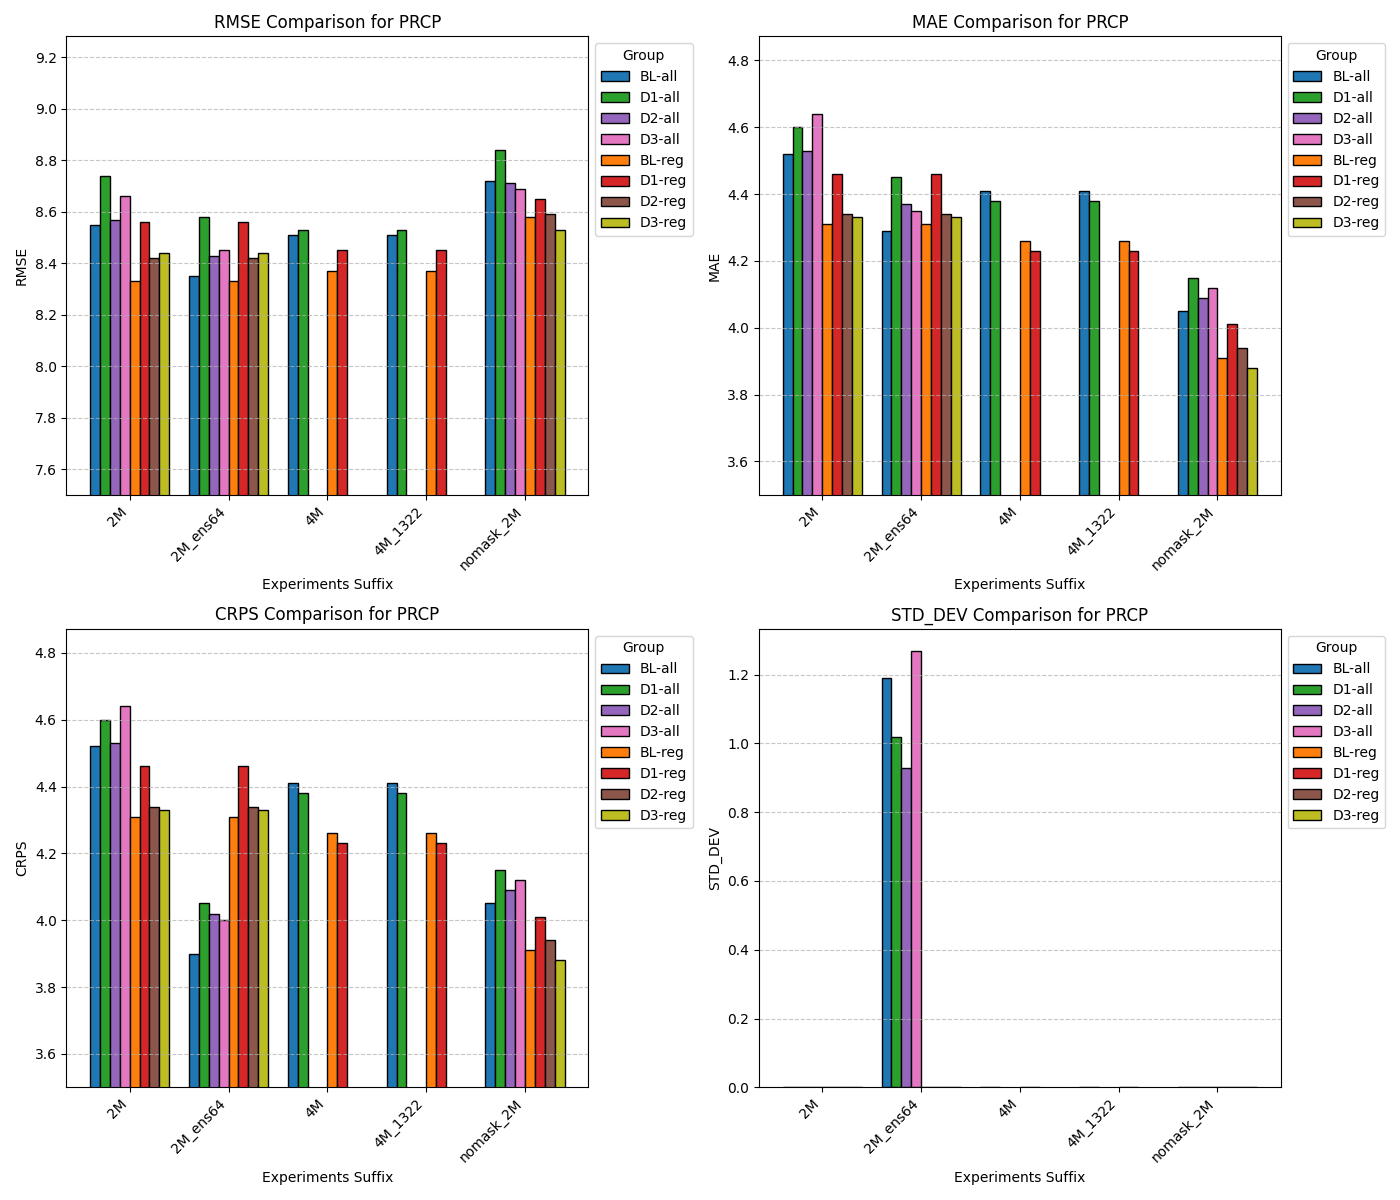 RMSE Comparison for PRCP
RMSE
9.2
9.0
8.8
8.6
8.4
8.2
8.0
7.8
7.6
2M
2M_ens64
4M
4M_1322
nomask_2M
Experiments Suffix
Group
BL-all
D1-all
D2-all
D3-all
BL-reg
D1-reg
D2-reg
D3-reg
MAE Comparison for PRCP
MAE
4.8
4.6
4.4
4.2
4.0
3.8
3.6
2M
2M_ens64
4M
4M_1322
nomask_2M
Experiments Suffix
Group
BL-all
D1-all
D2-all
D3-all
BL-reg
D1-reg
D2-reg
D3-reg
CRPS Comparison for PRCP
CRPS
4.8
4.6
4.4
4.2
4.0
3.8
3.6
2M
2M_ens64
4M
4M_1322
nomask_2M
Experiments Suffix
Group
BL-all
D1-all
D2-all
D3-all
BL-reg
D1-reg
D2-reg
D3-reg
STD_DEV Comparison for PRCP
STD_DEV
1.2
1.0
0.8
0.6
0.4
0.2
0.0
2M
2M_ens64
4M
4M_1322
nomask_2M
Experiments Suffix
Group
BL-all
D1-all
D2-all
D3-all
BL-reg
D1-reg
D2-reg
D3-reg